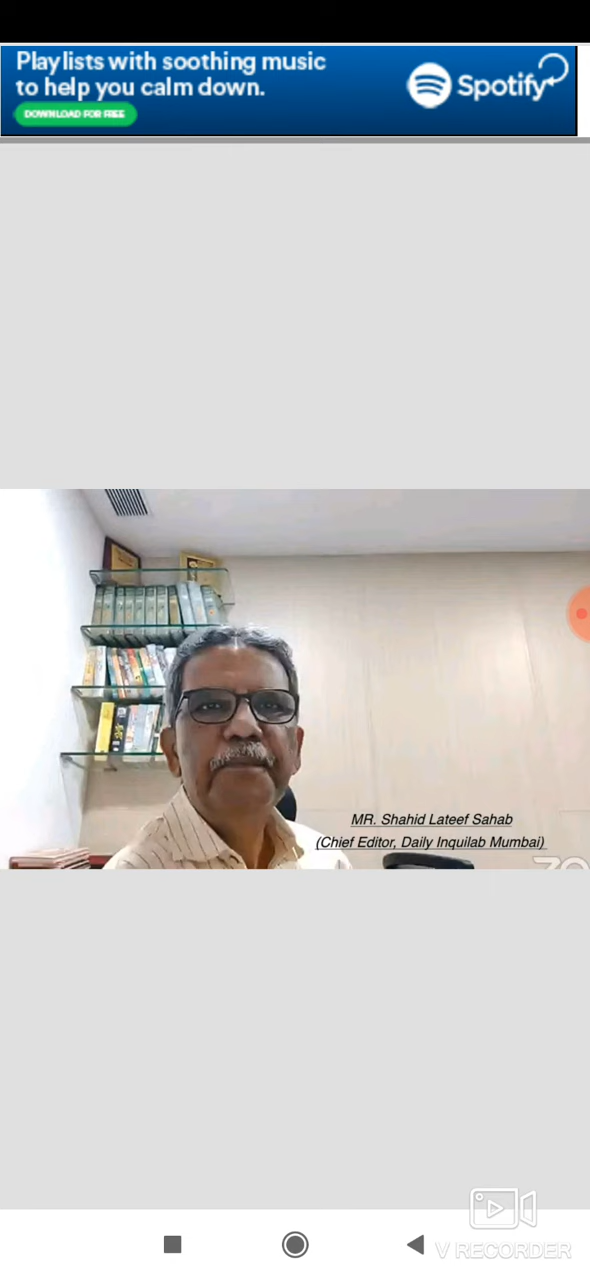 Playlists with soothing music
to help you calm down.
DOWNLOAD FOR FREE
Spotify
MR. Shahid Lateef Sahab
(Chief Editor, Daily Inquilab Mumbai)
V RECORDER